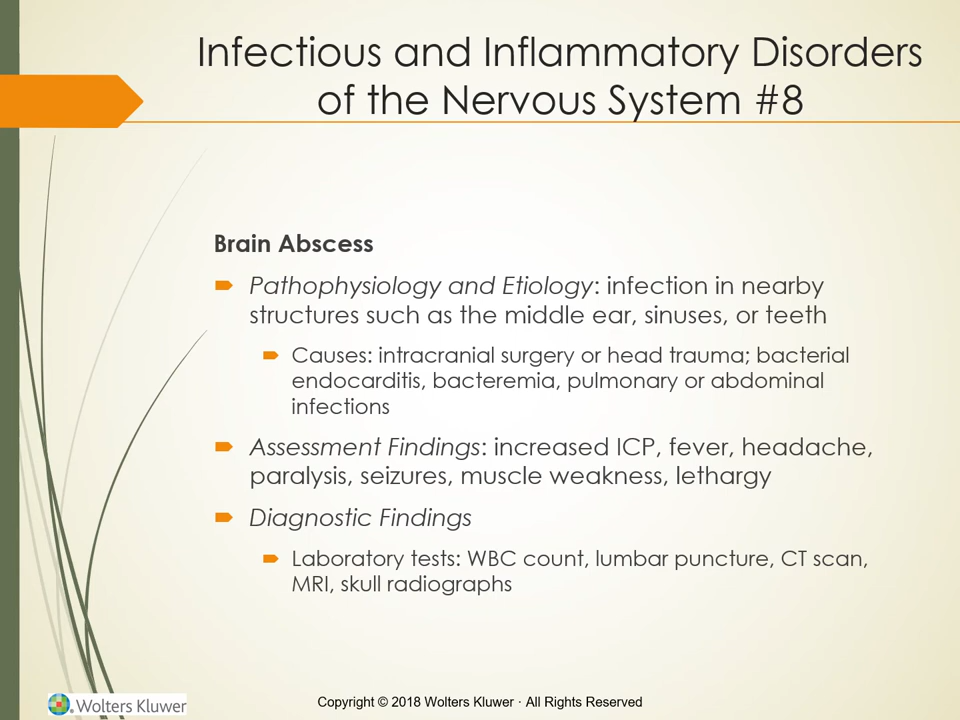 Infectious and Inflammatory Disorders
of the Nervous System #8
Brain Abscess
Pathophysiology and Etiology: infection in nearby
structures such as the middle ear, sinuses, or teeth
Causes: intracranial surgery or head trauma; bacterial
endocarditis, bacteremia, pulmonary or abdominal
infections
Assessment Findings: increased ICP, fever, headache,
paralysis, seizures, muscle weakness, lethargy
Diagnostic Findings
Laboratory tests: WBC count, lumbar puncture, CT scan,
MRI, skull radiographs
Wolters Kluwer
Copyright © 2018 Wolters Kluwer · All Rights Reserved